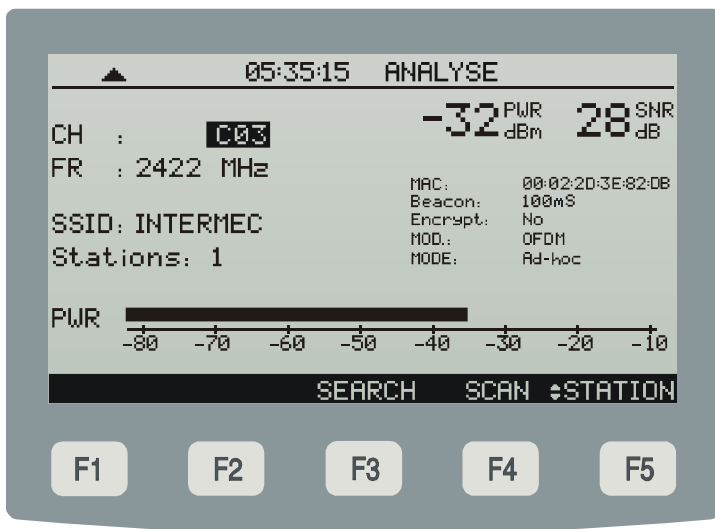 05:35:15 ANALYSE
-32 PWR dBm 28 SNR dB
CH : C03
FR : 2422 MHz
MAC: 00:02:2D:3E:82:DB
Beacon: 100mS
Encrypt: No
MOD.: OFDM
MODE: Ad-hoc
SSID: INTERMEC
Stations: 1
PWR
-80 -70 -60 -50 -40 -30 -20 -10
SEARCH SCAN STATION
F1 F2 F3 F4 F5